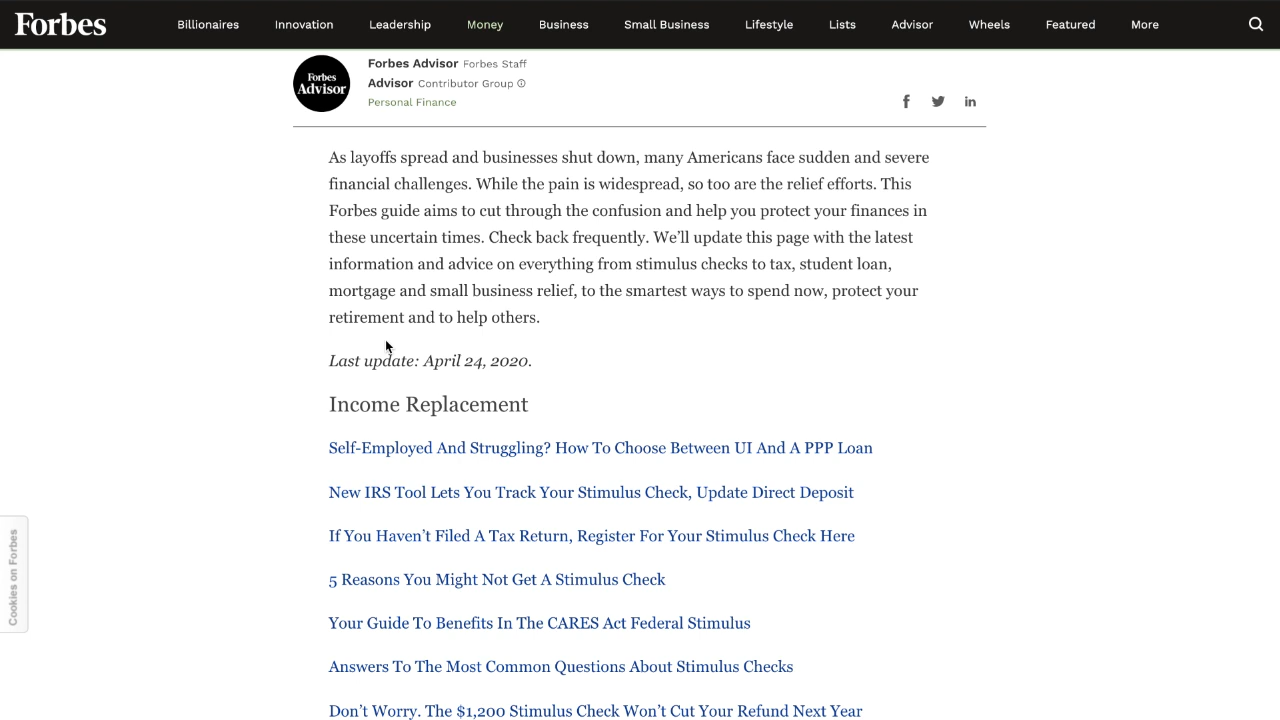 Forbes Billionaires Innovation Leadership Money Business Small Business Lifestyle Lists Advisor Wheels Featured More
Forbes Advisor
Forbes Advisor Forbes Staff
Advisor Contributor Group
Personal Finance
As layoffs spread and businesses shut down, many Americans face sudden and severe
financial challenges. While the pain is widespread, so too are the relief efforts. This
Forbes guide aims to cut through the confusion and help you protect your finances in
these uncertain times. Check back frequently. We’ll update this page with the latest
information and advice on everything from stimulus checks to tax, student loan,
mortgage and small business relief, to the smartest ways to spend now, protect your
retirement and to help others.
Last update: April 24, 2020.
Income Replacement
Self-Employed And Struggling? How To Choose Between UI And A PPP Loan
New IRS Tool Lets You Track Your Stimulus Check, Update Direct Deposit
If You Haven’t Filed A Tax Return, Register For Your Stimulus Check Here
5 Reasons You Might Not Get A Stimulus Check
Your Guide To Benefits In The CARES Act Federal Stimulus
Answers To The Most Common Questions About Stimulus Checks
Don’t Worry. The $1,200 Stimulus Check Won’t Cut Your Refund Next Year
Cookies on Forbes